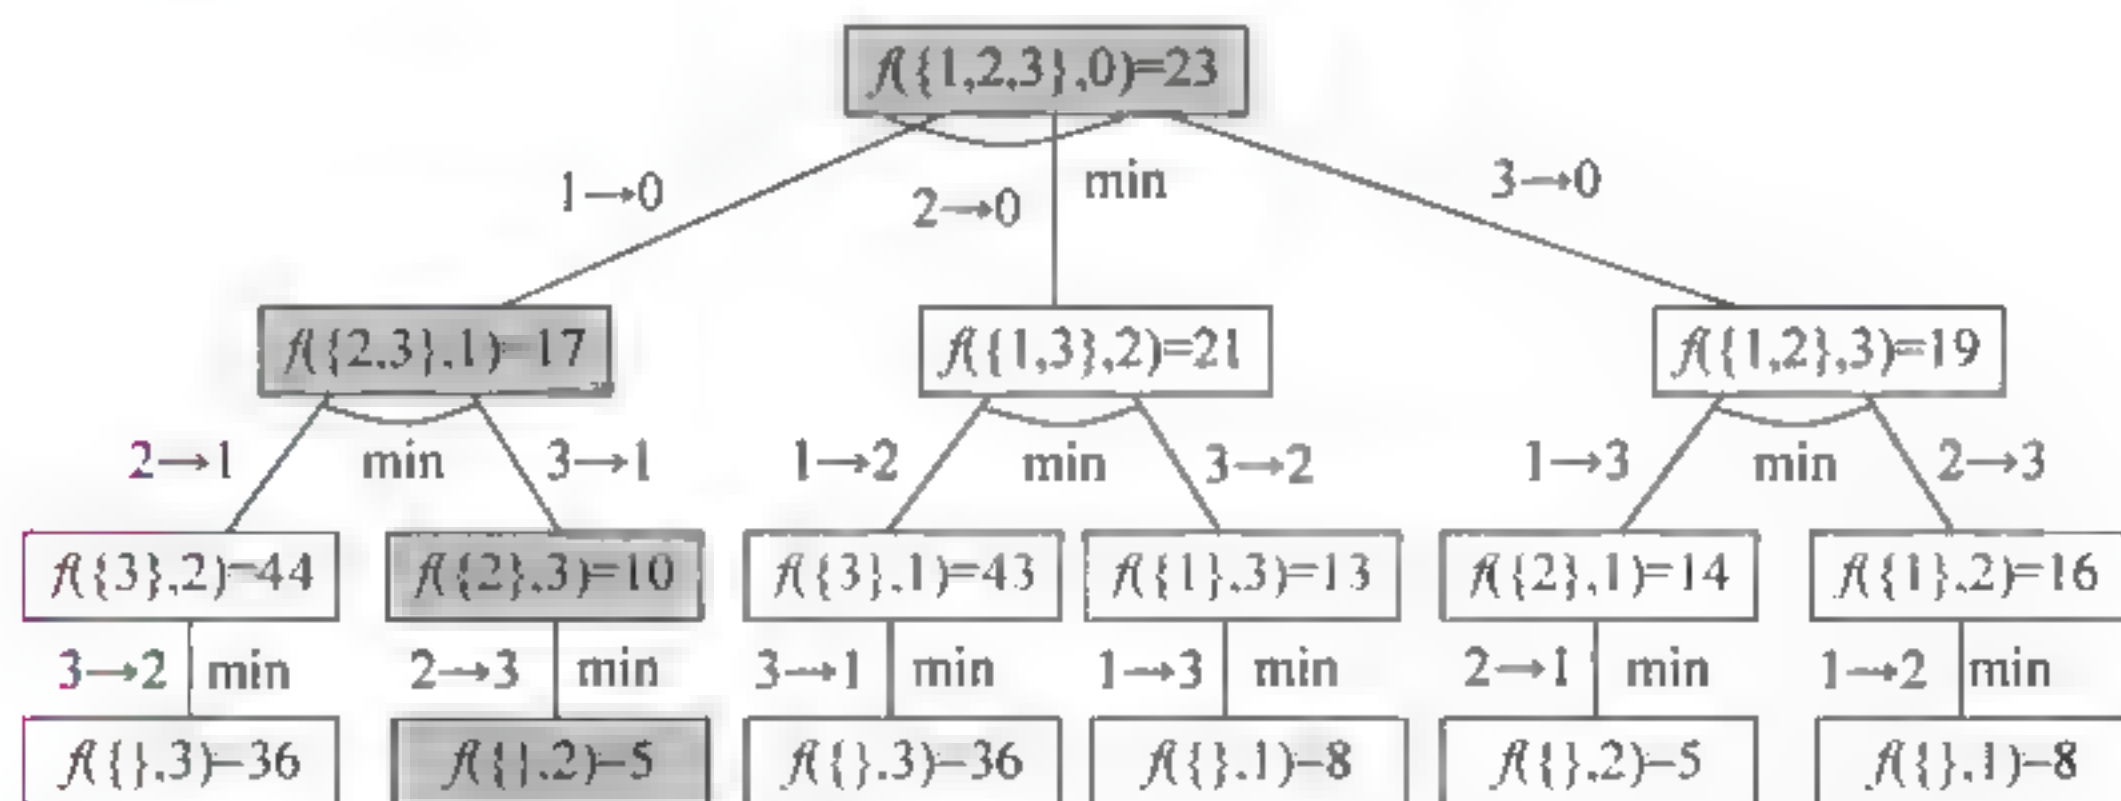 f({1,2,3},0)=23
1→0
2→0
min
3→0
f({2,3},1)=17
f({1,3},2)=21
f({1,2},3)=19
2→1
min
3→1
1→2
min
3→2
1→3
min
2→3
f({3},2)=44
f({2},3)=10
f({3},1)=43
f({1},3)=13
f({2},1)=14
f({1},2)=16
3→2
min
2→3
min
3→1
min
1→3
min
2→1
min
1→2
min
f({},3)=36
f({},2)=5
f({},3)=36
f({},1)=8
f({},2)=5
f({},1)=8